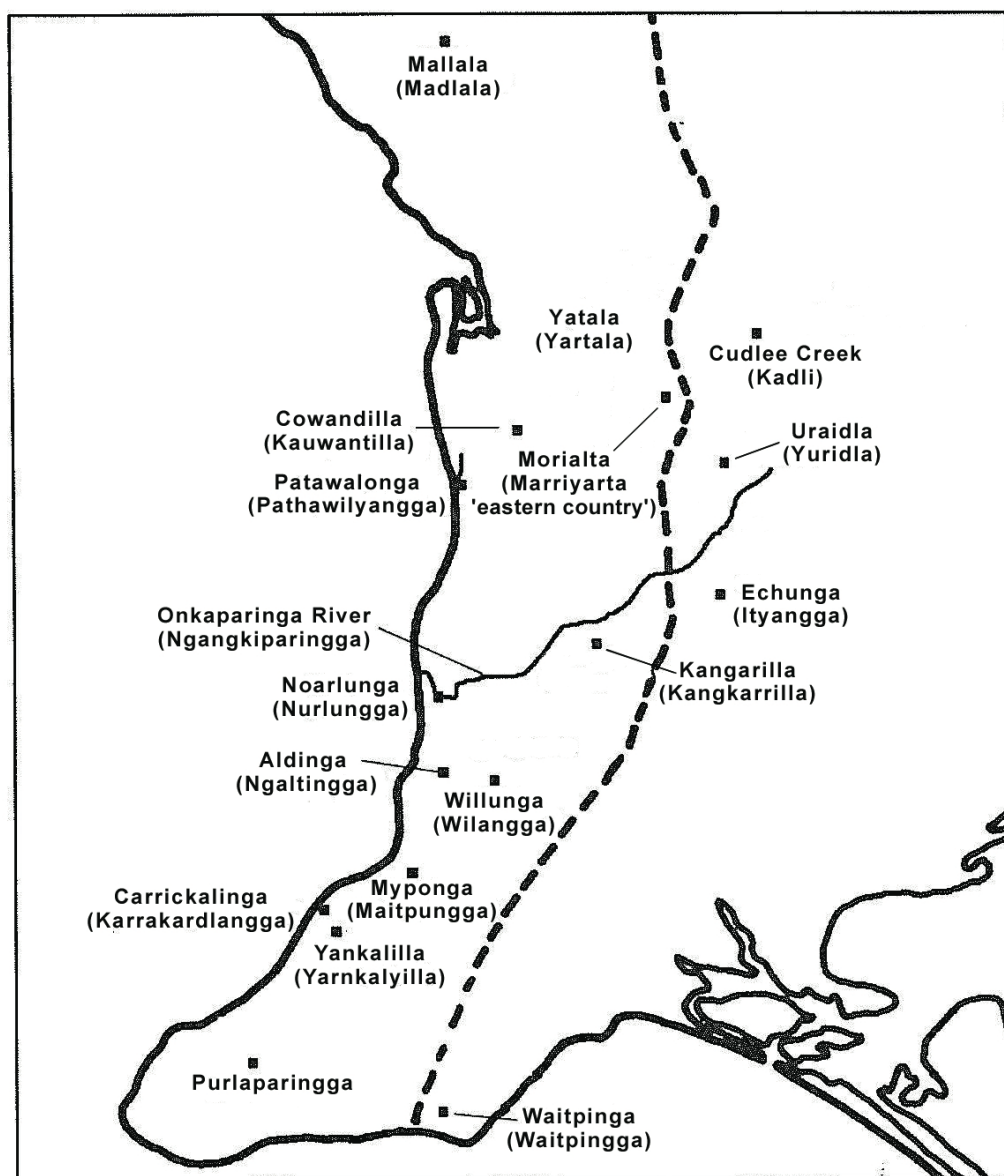 Mallala
(Madlala)
Yatala
(Yartala)
Cudlee Creek
(Kadli)
Cowandilla
(Kauwantilla)
Morialta
(Marriyarta
'eastern country')
Uraidla
(Yuridla)
Patawalonga
(Pathawilyangga)
Echunga
(Ityangga)
Onkaparinga River
(Ngangkiparingga)
Kangarilla
(Kangkarrilla)
Noarlunga
(Nurlungga)
Aldinga
(Ngaltingga)
Willunga
(Wilangga)
Myponga
(Maitpungga)
Carrickalinga
(Karrakardlangga)
Yankalilla
(Yarnkalyilla)
Purlaparingga
Waitpinga
(Waitpingga)